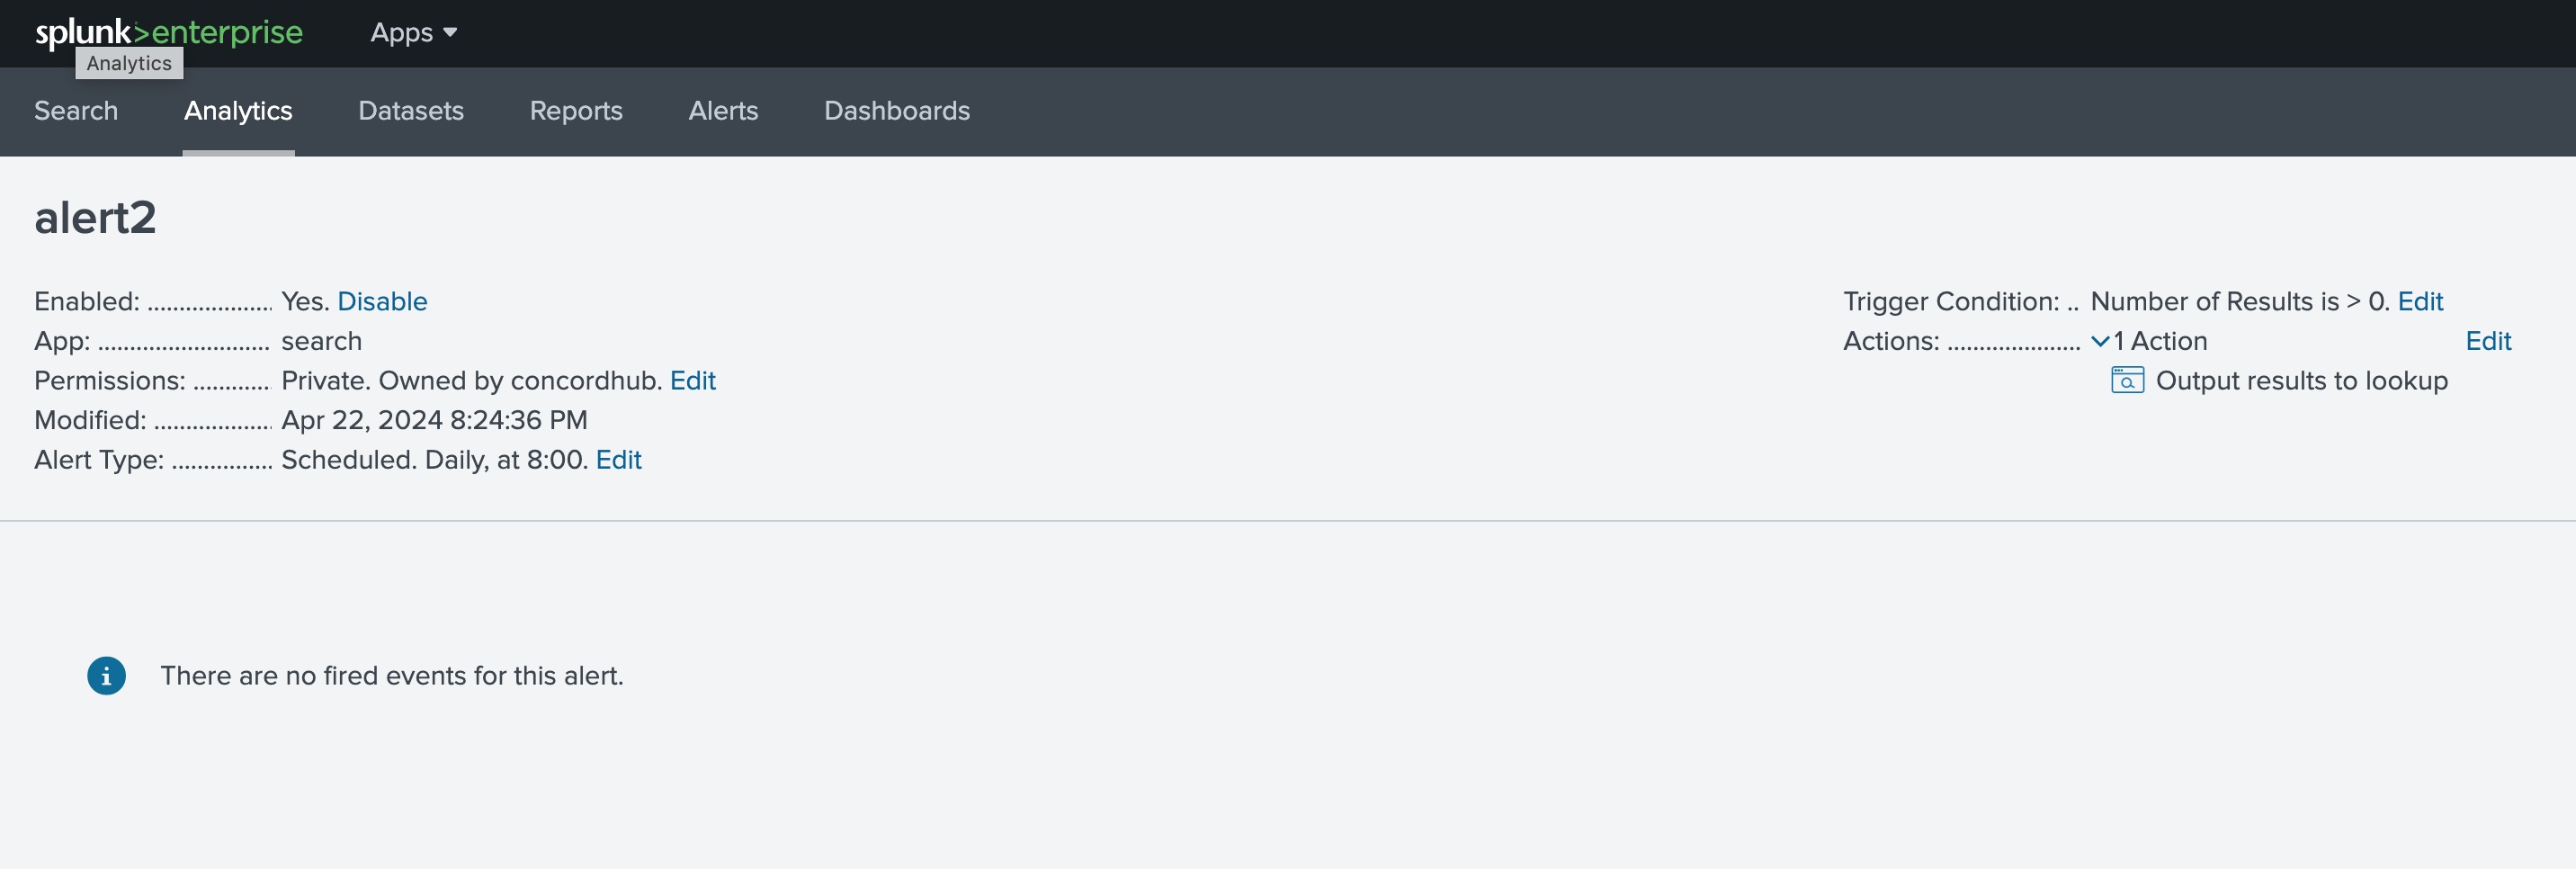 splunk>enterprise Apps
Analytics
Search Analytics Datasets Reports Alerts Dashboards
alert2
Enabled: .................... Yes. Disable
App: ........................... search
Permissions: ............ Private. Owned by concordhub. Edit
Modified: ................... Apr 22, 2024 8:24:36 PM
Alert Type: ................ Scheduled. Daily, at 8:00. Edit
Trigger Condition: .. Number of Results is > 0. Edit
Actions: ..................... 1 Action Edit
Output results to lookup
There are no fired events for this alert.